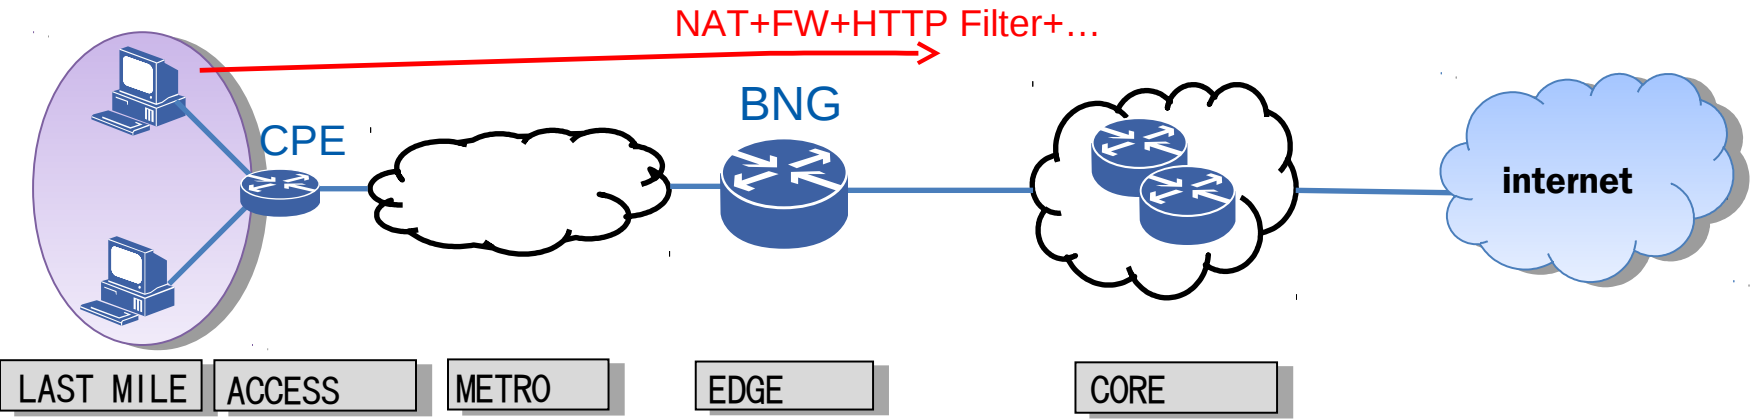 NAT+FW+HTTP Filter+…
BNG
CPE
internet
LAST MILE
ACCESS
METRO
EDGE
CORE